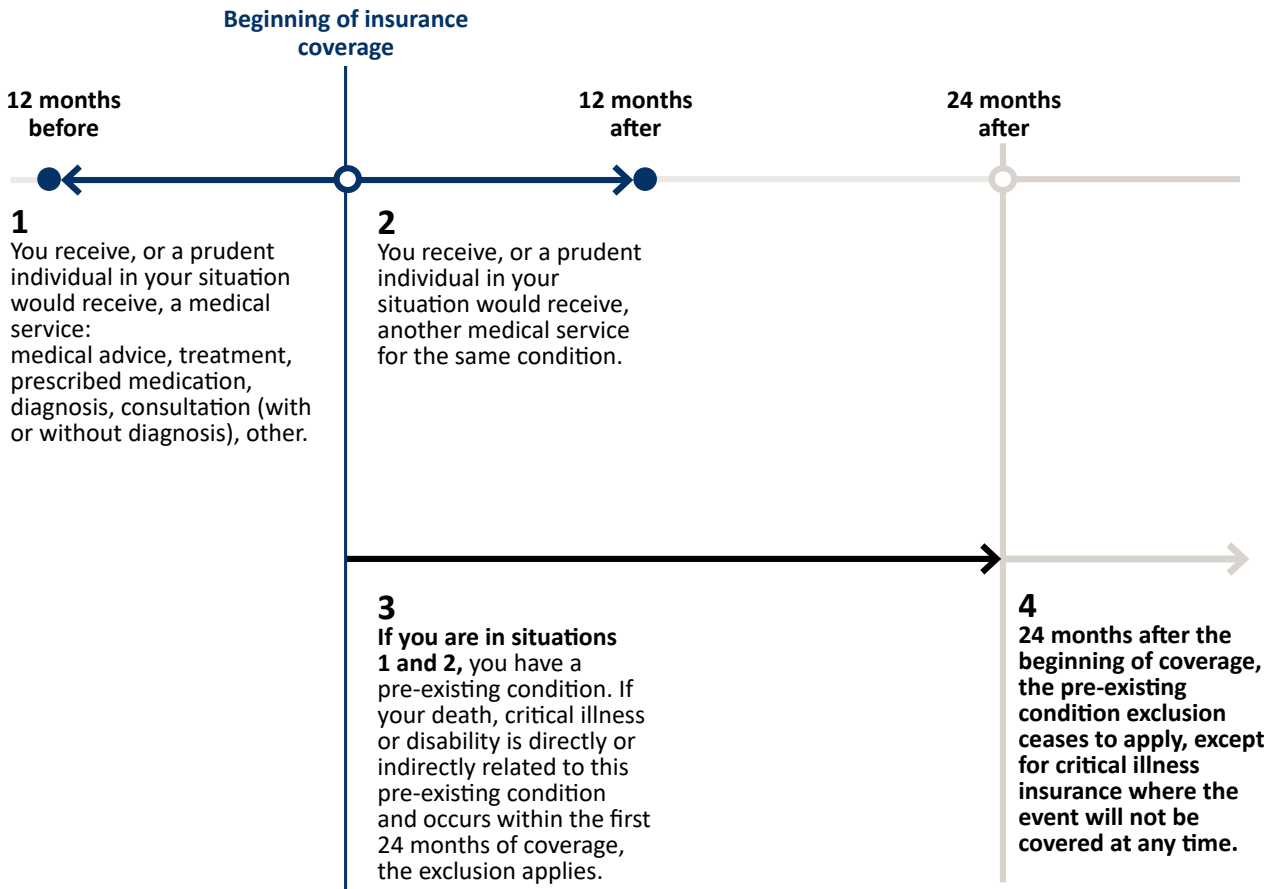 Beginning of insurance
coverage
12 months
before
12 months
after
24 months
after
1
You receive, or a prudent
individual in your situation
would receive, a medical
service:
medical advice, treatment,
prescribed medication,
diagnosis, consultation (with
or without diagnosis), other.
2
You receive, or a prudent
individual in your
situation would receive,
another medical service
for the same condition.
3
If you are in situations
1 and 2, you have a
pre-existing condition. If
your death, critical illness
or disability is directly or
indirectly related to this
pre-existing condition
and occurs within the first
24 months of coverage,
the exclusion applies.
4
24 months after the
beginning of coverage,
the pre-existing
condition exclusion
ceases to apply, except
for critical illness
insurance where the
event will not be
covered at any time.